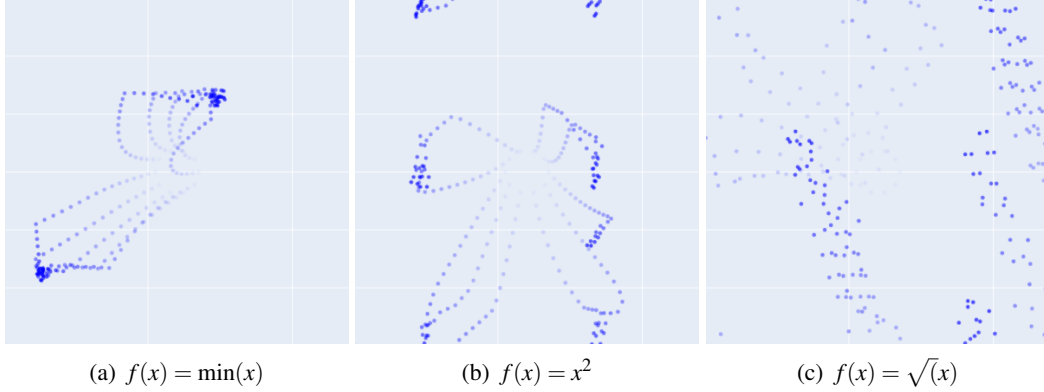 (a) f(x) = min(x)
(b) f(x) = x²
(c) f(x) = √(x)